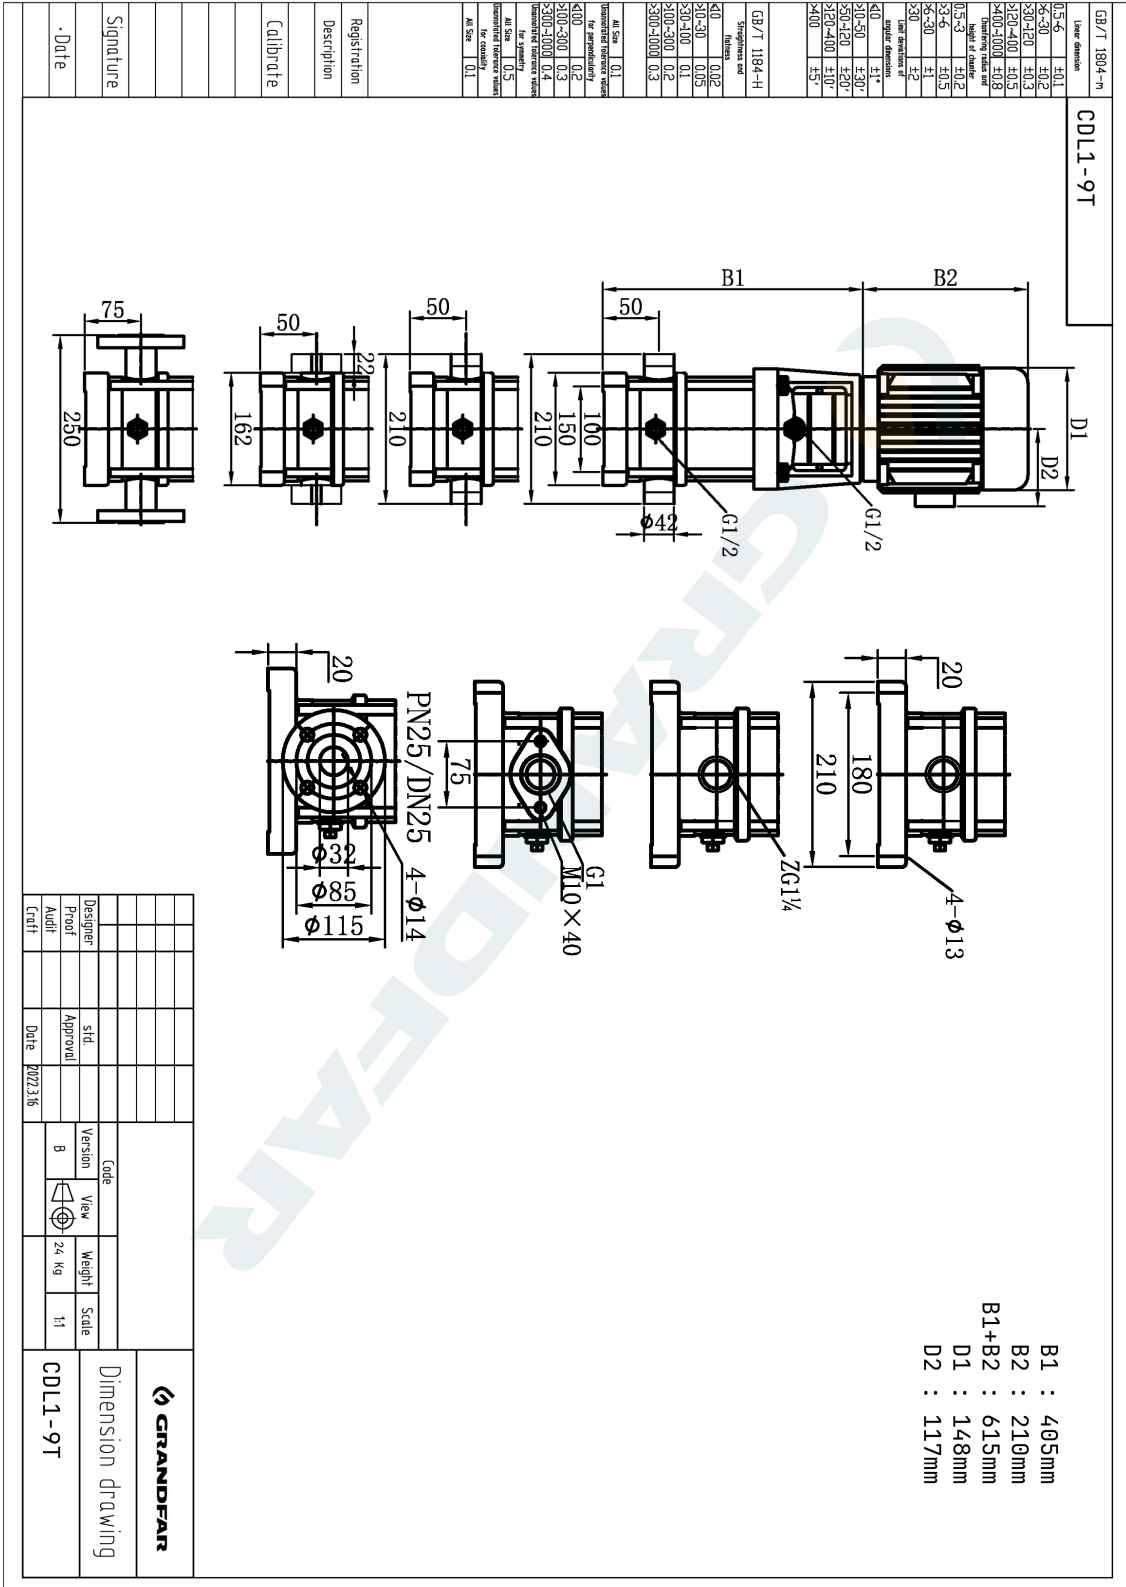 GB/T 1804-m
Linear dimension
0.5~6 ±0.1
>6~30 ±0.2
>30~120 ±0.3
>120~400 ±0.5
>400~1000 ±0.8
Chamfering radius and
height of chamfer
0.5~3 ±0.2
>3~6 ±0.5
>6~30 ±1
>30 ±2
Limit deviations of
angular dimensions
≤10 ±1°
>10~50 ±30'
>50~120 ±20'
>120~400 ±10'
>400 ±5'
GB/T 1184-H
Straightness and
flatness
≤10 0.02
>10~30 0.05
>30~100 0.1
>100~300 0.2
>300~1000 0.3
All Size 0.1
Unannotated tolerance values
for perpendicularity
≤100 0.2
>100~300 0.3
>300~1000 0.4
Unannotated tolerance values
for symmetry
All Size 0.5
Unannotated tolerance values
for coaxiality
All Size 0.1
Registration
Description
Calibrate
Signature
·Date
CDL1-9T
B1
B2
D1
D2
G1/2
G1/2
50
100
150
210
ϕ42
50
210
50
22
162
75
250
20
180
210
4-ϕ13
ZG1¼
75
G1
M10×40
20
PN25/DN25
4-ϕ14
ϕ32
ϕ85
ϕ115
B1 : 405mm
B2 : 210mm
B1+B2 : 615mm
D1 : 148mm
D2 : 117mm
GRANDFAR
Designer
Proof
Audit
Craft
std.
Approval
Date 2022.3.16
Code
Version View Weight Scale
B 24 Kg 1:1
GRANDFAR
Dimension drawing
CDL1-9T